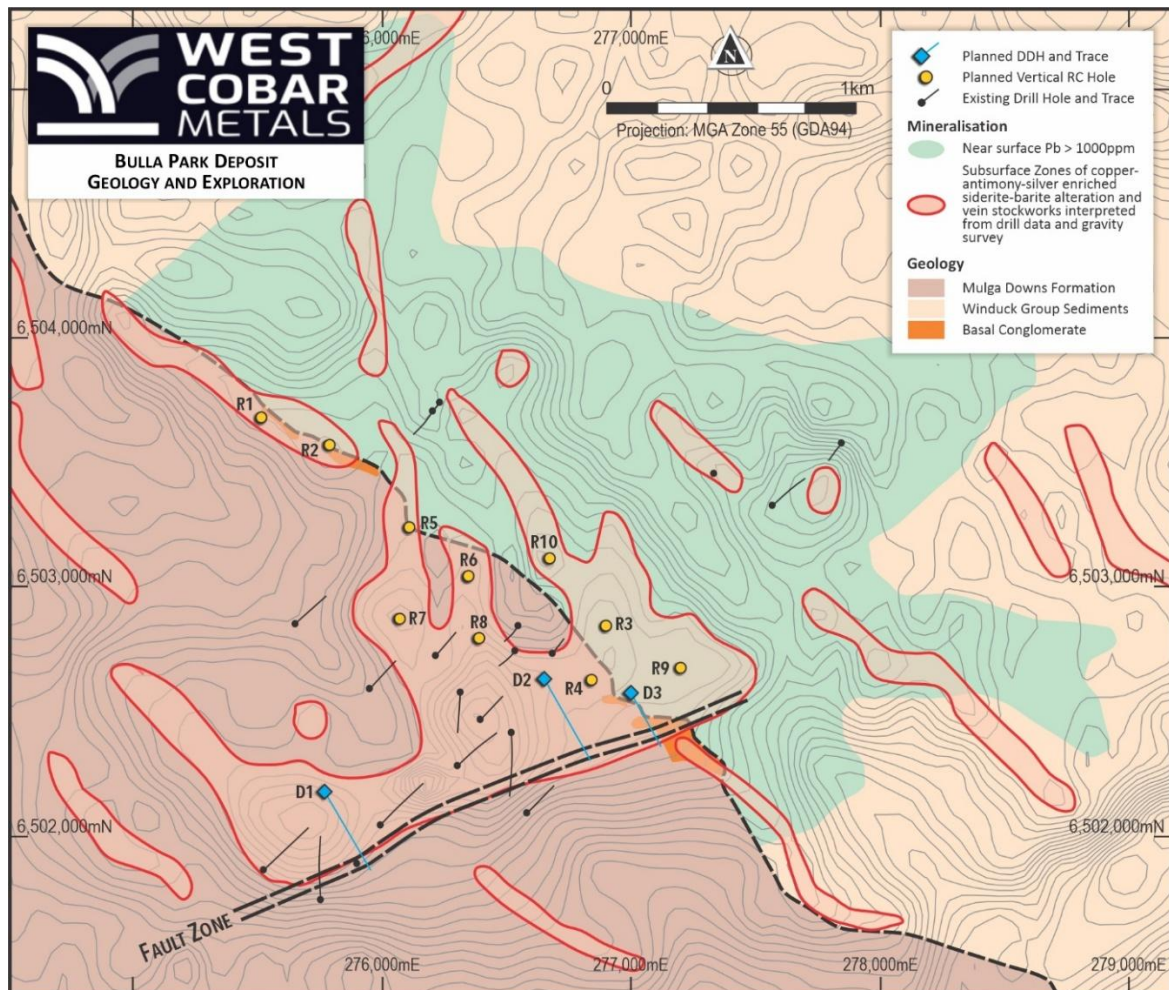 WEST
COBAR
METALS
BULLA PARK DEPOSIT
GEOLOGY AND EXPLORATION
277,000mE
N
0
1km
Projection: MGA Zone 55 (GDA94)
Planned DDH and Trace
Planned Vertical RC Hole
Existing Drill Hole and Trace
Mineralisation
Near surface Pb > 1000ppm
Subsurface Zones of copper-
antimony-silver enriched
siderite-barite alteration and
vein stockworks interpreted
from drill data and gravity
survey
Geology
Mulga Downs Formation
Winduck Group Sediments
Basal Conglomerate
6,504,000mN
R1
R2
R5
R10
R6
6,503,000mN
6,503,000mN
R7
R8
R3
R9
D2
R4
D3
D1
6,502,000mN
6,502,000mN
FAULT ZONE
276,000mE
277,000mE
278,000mE
279,000mE